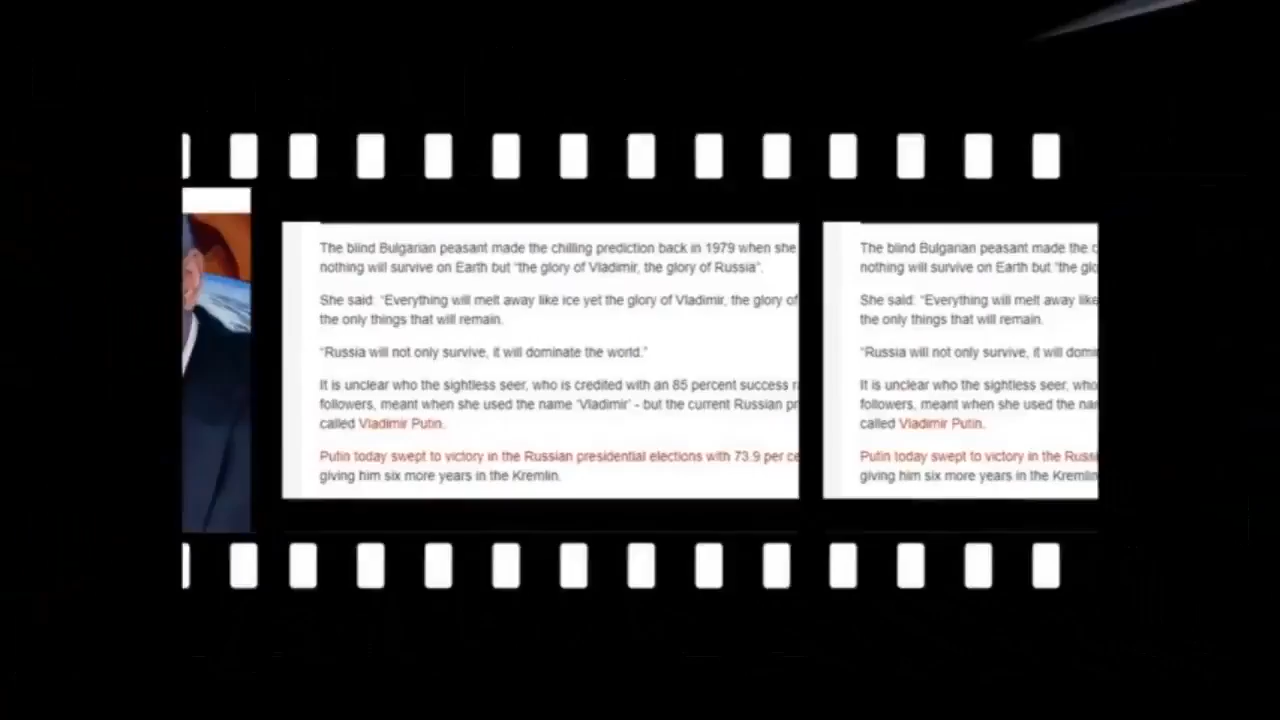 The blind Bulgarian peasant made the chilling prediction back in 1979 when she
nothing will survive on Earth but “the glory of Vladimir, the glory of Russia”.
She said: “Everything will melt away like ice yet the glory of Vladimir, the glory of
the only things that will remain.
“Russia will not only survive, it will dominate the world.”
It is unclear who the sightless seer, who is credited with an 85 percent success
followers, meant when she used the name ‘Vladimir’ - but the current Russian
called Vladimir Putin.
Putin today swept to victory in the Russian presidential elections with 73.9 per
giving him six more years in the Kremlin.
The blind Bulgarian peasant made the
nothing will survive on Earth but “the
She said: “Everything will melt away like
the only things that will remain.
“Russia will not only survive, it will
It is unclear who the sightless seer, who
followers, meant when she used the
called Vladimir Putin.
Putin today swept to victory in the
giving him six more years in the Kremlin